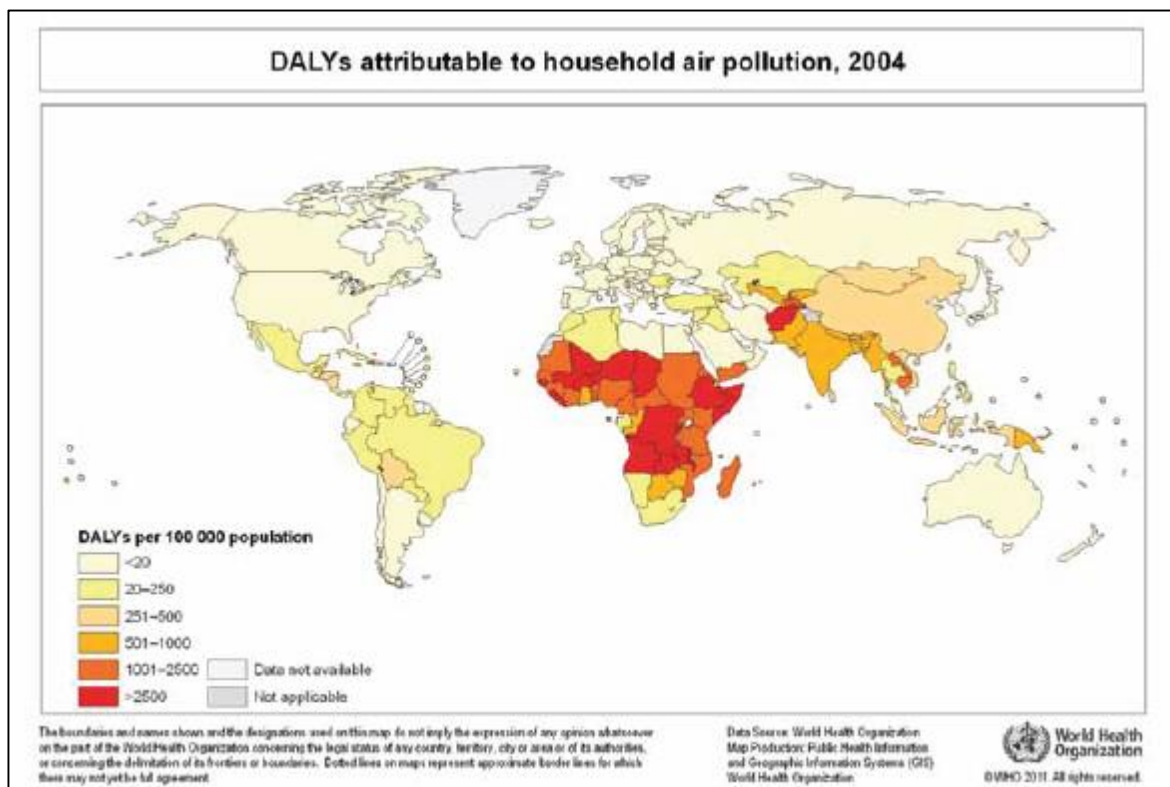 DALYs attributable to household air pollution, 2004
DALYs per 100 000 population
<20
20–250
251–500
501–1000
1001–2500
Data not available
>2500
Not applicable
The boundaries and names shown and the designations used on this map do not imply the expression of any opinion whatsoever
on the part of the World Health Organization concerning the legal status of any country, territory, city or area or of its authorities,
or concerning the delimitation of its frontiers or boundaries. Dotted lines on maps represent approximate border lines for which
there may not yet be full agreement.
Data Source: World Health Organization
Map Production: Public Health Information
and Geographic Information Systems (GIS)
World Health Organization
World Health
Organization
© WHO 2011. All rights reserved.